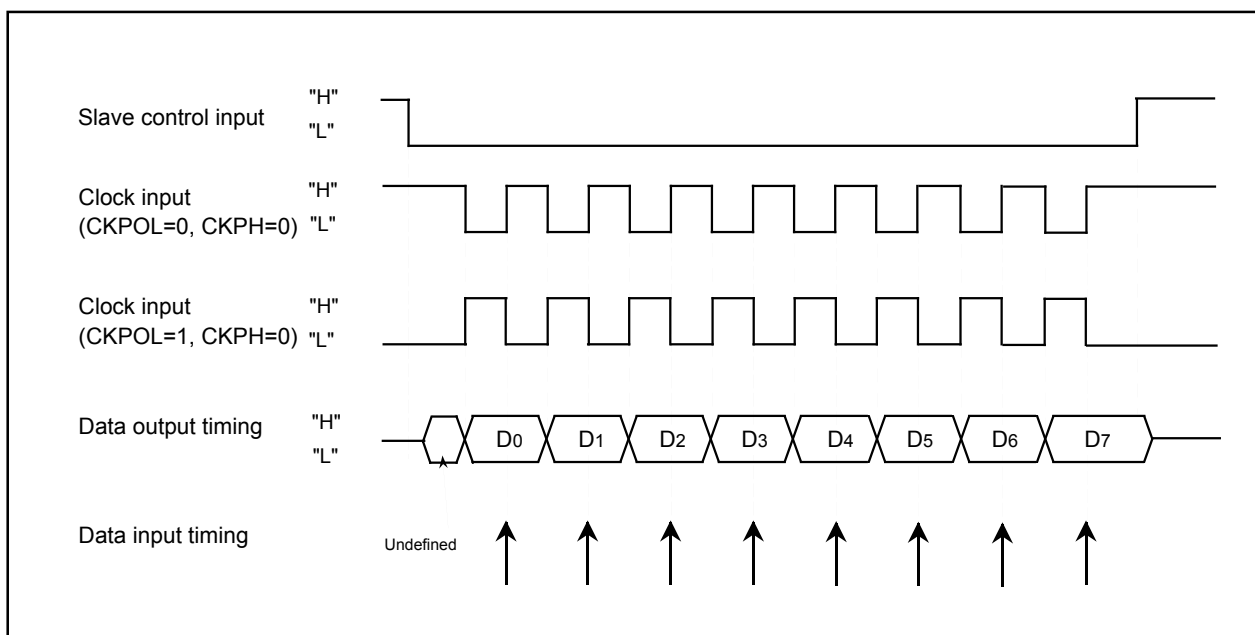 Slave control input "H"
"L"
Clock input "H"
(CKPOL=0, CKPH=0) "L"
Clock input "H"
(CKPOL=1, CKPH=0) "L"
Data output timing "H"
"L"
D0 D1 D2 D3 D4 D5 D6 D7
Data input timing
Undefined